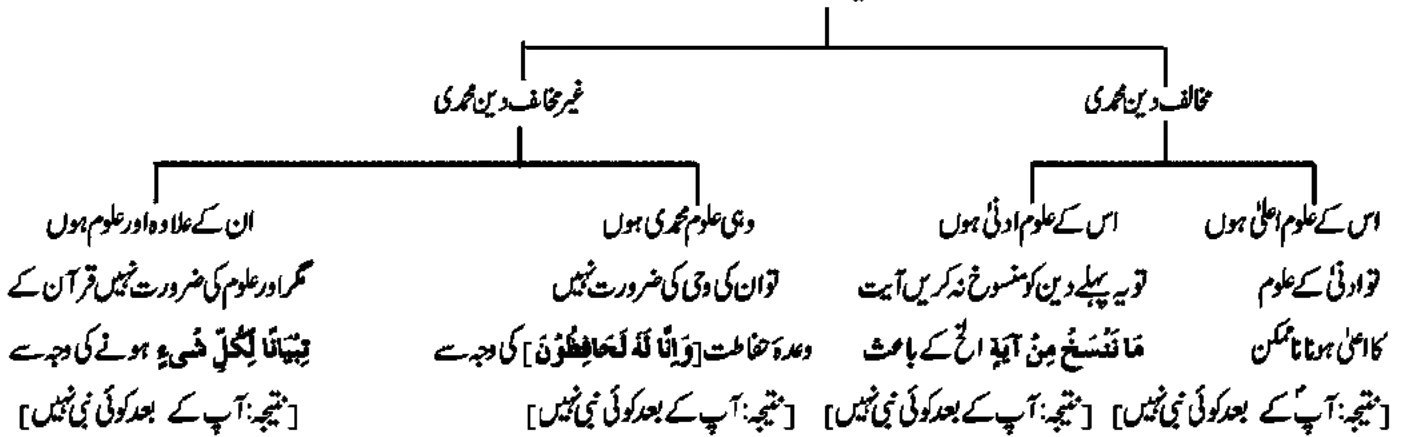 مخالف دین محمدی
غیر مخالف دین محمدی
اس کے علوم اعلیٰ ہوں
تو ادنیٰ کے علوم
کا اعلیٰ ہونا ناممکن
[نتیجہ: آپؐ کے بعد کوئی نبی نہیں]
اس کے علوم ادنیٰ ہوں
تو یہ پہلے دین کو منسوخ نہ کریں آیت
مَا نَنْسَخُ مِنْ آيَةٍ الخ کے باعث
[نتیجہ: آپ کے بعد کوئی نبی نہیں]
وہی علوم محمدی ہوں
تو ان کی وحی کی ضرورت نہیں
وعدہ حفاظت [وَإِنَّا لَهُ لَحَافِظُوْنَ] کی وجہ سے
[نتیجہ: آپ کے بعد کوئی نبی نہیں]
ان کے علاوہ اور علوم ہوں
مگر اور علوم کی ضرورت نہیں قرآن کے
تِبْيَانًا لِّكُلِّ شَيْءٍ ہونے کی وجہ سے
[نتیجہ: آپ کے بعد کوئی نبی نہیں]